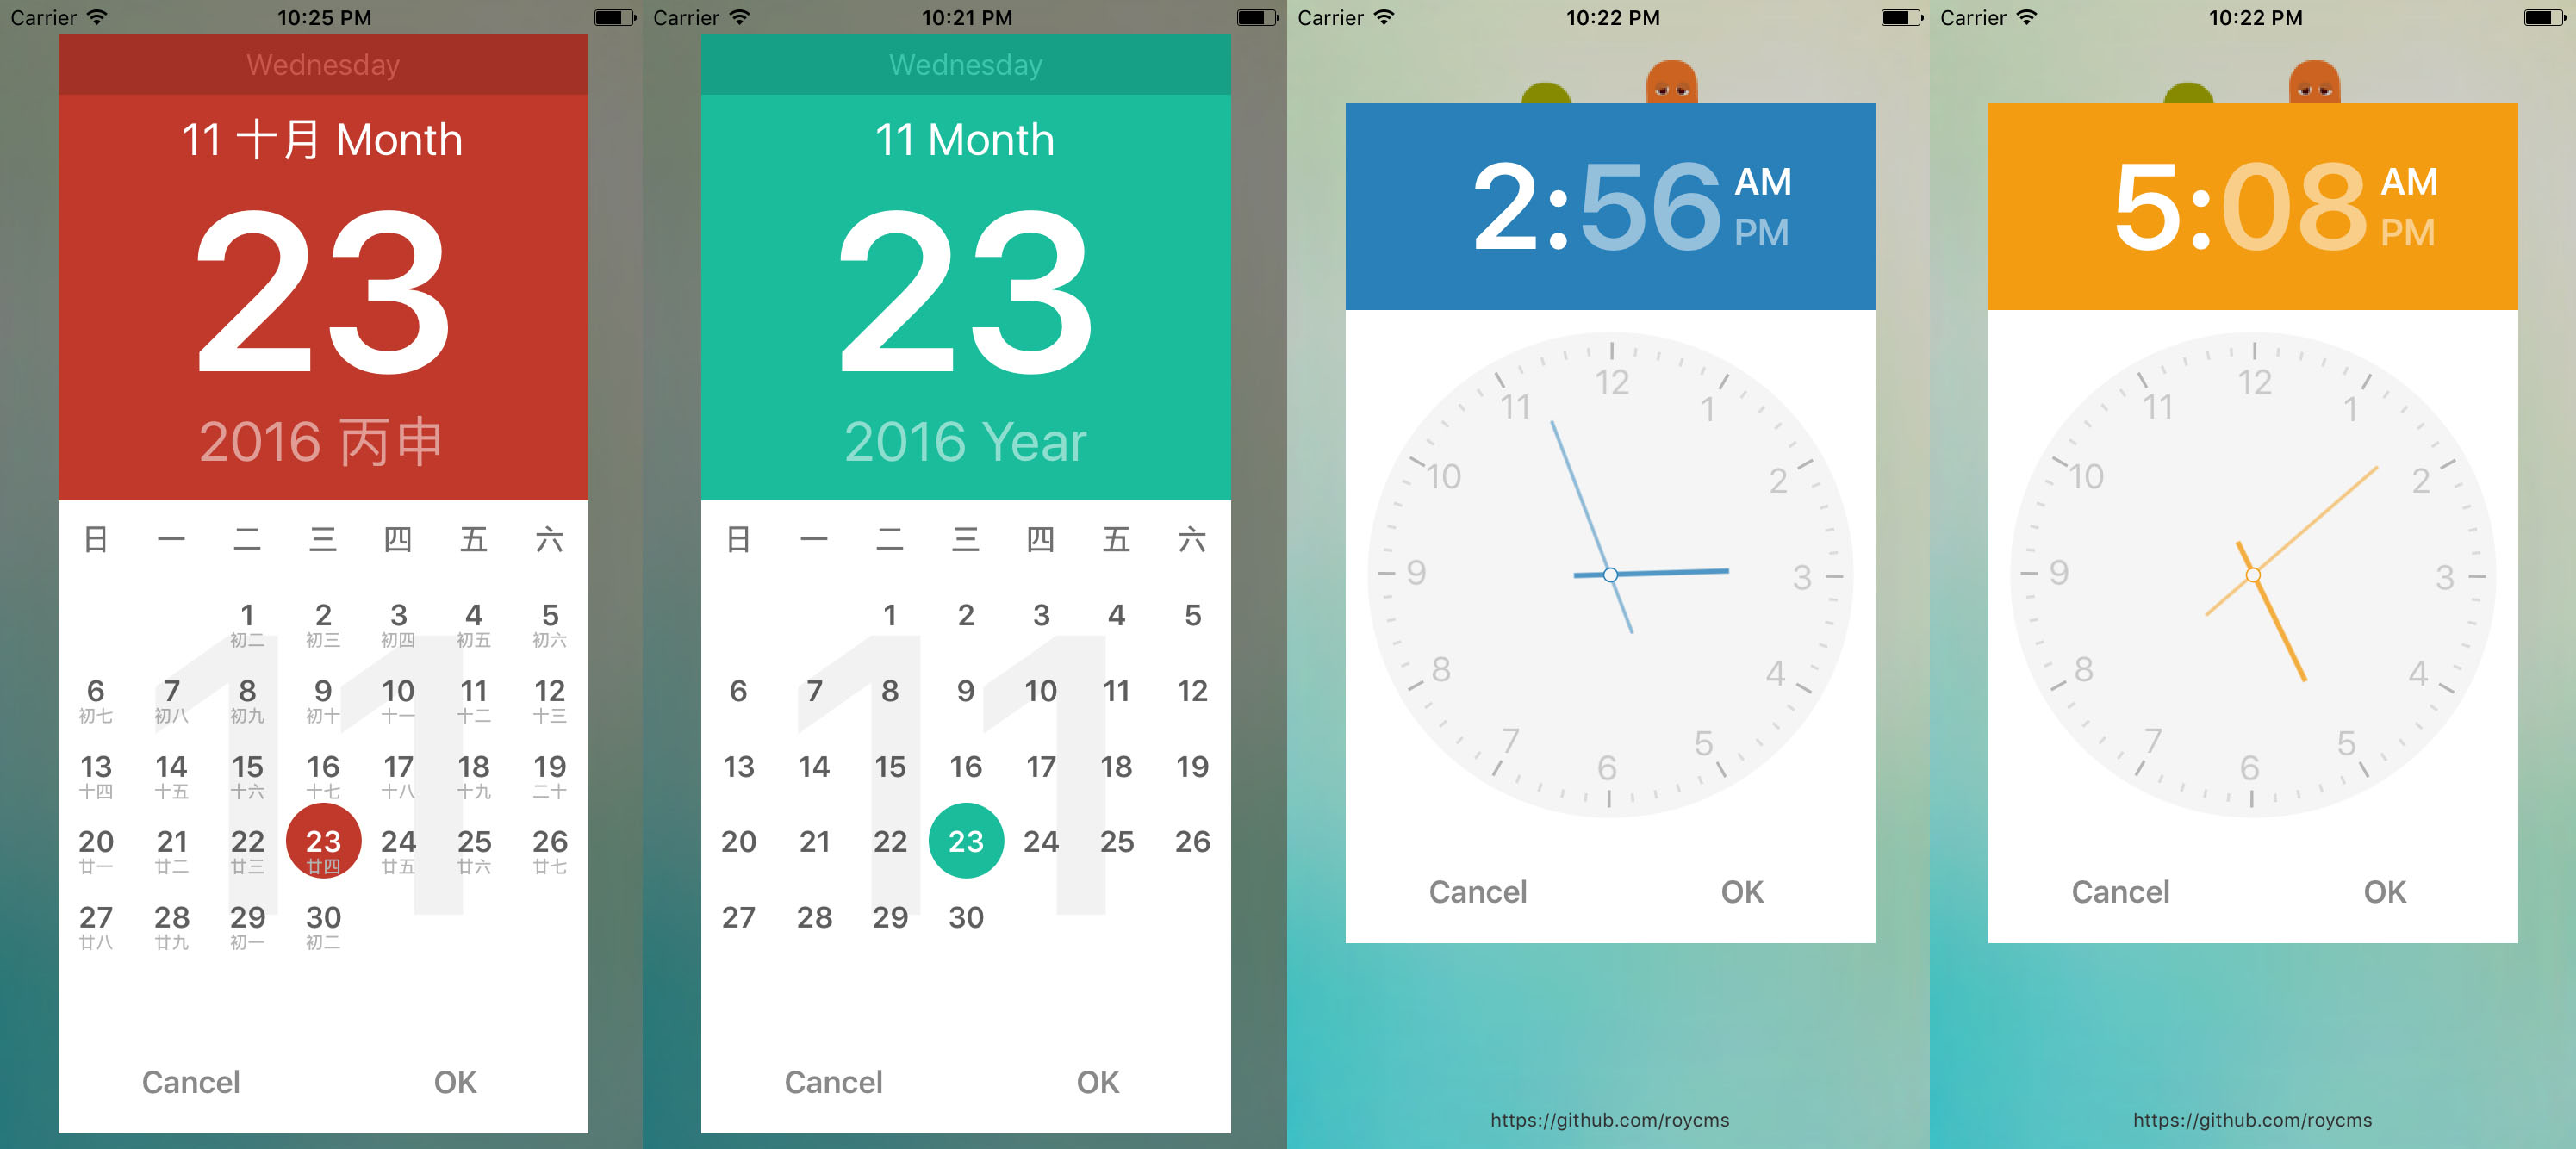 Carrier 10:25 PM
Wednesday
11 十月 Month
23
2016 丙申
日 一 二 三 四 五 六
1 2 3 4 5
初二 初三 初四 初五 初六
11
6 7 8 9 10 11 12
初七 初八 初九 初十 十一 十二 十三
13 14 15 16 17 18 19
十四 十五 十六 十七 十八 十九 二十
20 21 22 23 24 25 26
廿一 廿二 廿三 廿四 廿五 廿六 廿七
27 28 29 30
廿八 廿九 初一 初二
Cancel OK
Carrier 10:21 PM
Wednesday
11 Month
23
2016 Year
日 一 二 三 四 五 六
1 2 3 4 5
11
6 7 8 9 10 11 12
13 14 15 16 17 18 19
20 21 22 23 24 25 26
27 28 29 30
Cancel OK
Carrier 10:22 PM
2:56 AM
PM
12
11 1
10 2
9 3
8 4
7 5
6
Cancel OK
https://github.com/roycms
Carrier 10:22 PM
5:08 AM
PM
12
11 1
10 2
9 3
8 4
7 5
6
Cancel OK
https://github.com/roycms